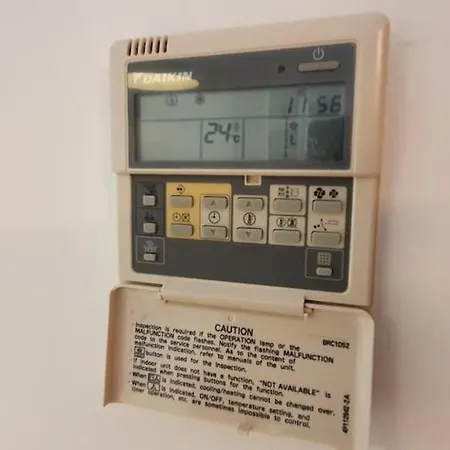 DAIKIN
11:56
24°C
L
TEST
CAUTION
BRC1D52
· Inspection is required if the OPERATION lamp or the
MALFUNCTION code flashes. Notify the flashing MALFUNCTION
code to the service personnel. As to the content of
malfunction indication, refer to manuals of the unit.
· button is used for the inspection.
· If indoor unit does not have a function, "NOT AVAILABLE" is
indicated when pressing buttons for the function.
· When is indicated, cooling/heating cannot be changed over.
· When is indicated, ON/OFF, temperature setting, and
timer operation, etc. are sometimes impossible to control.